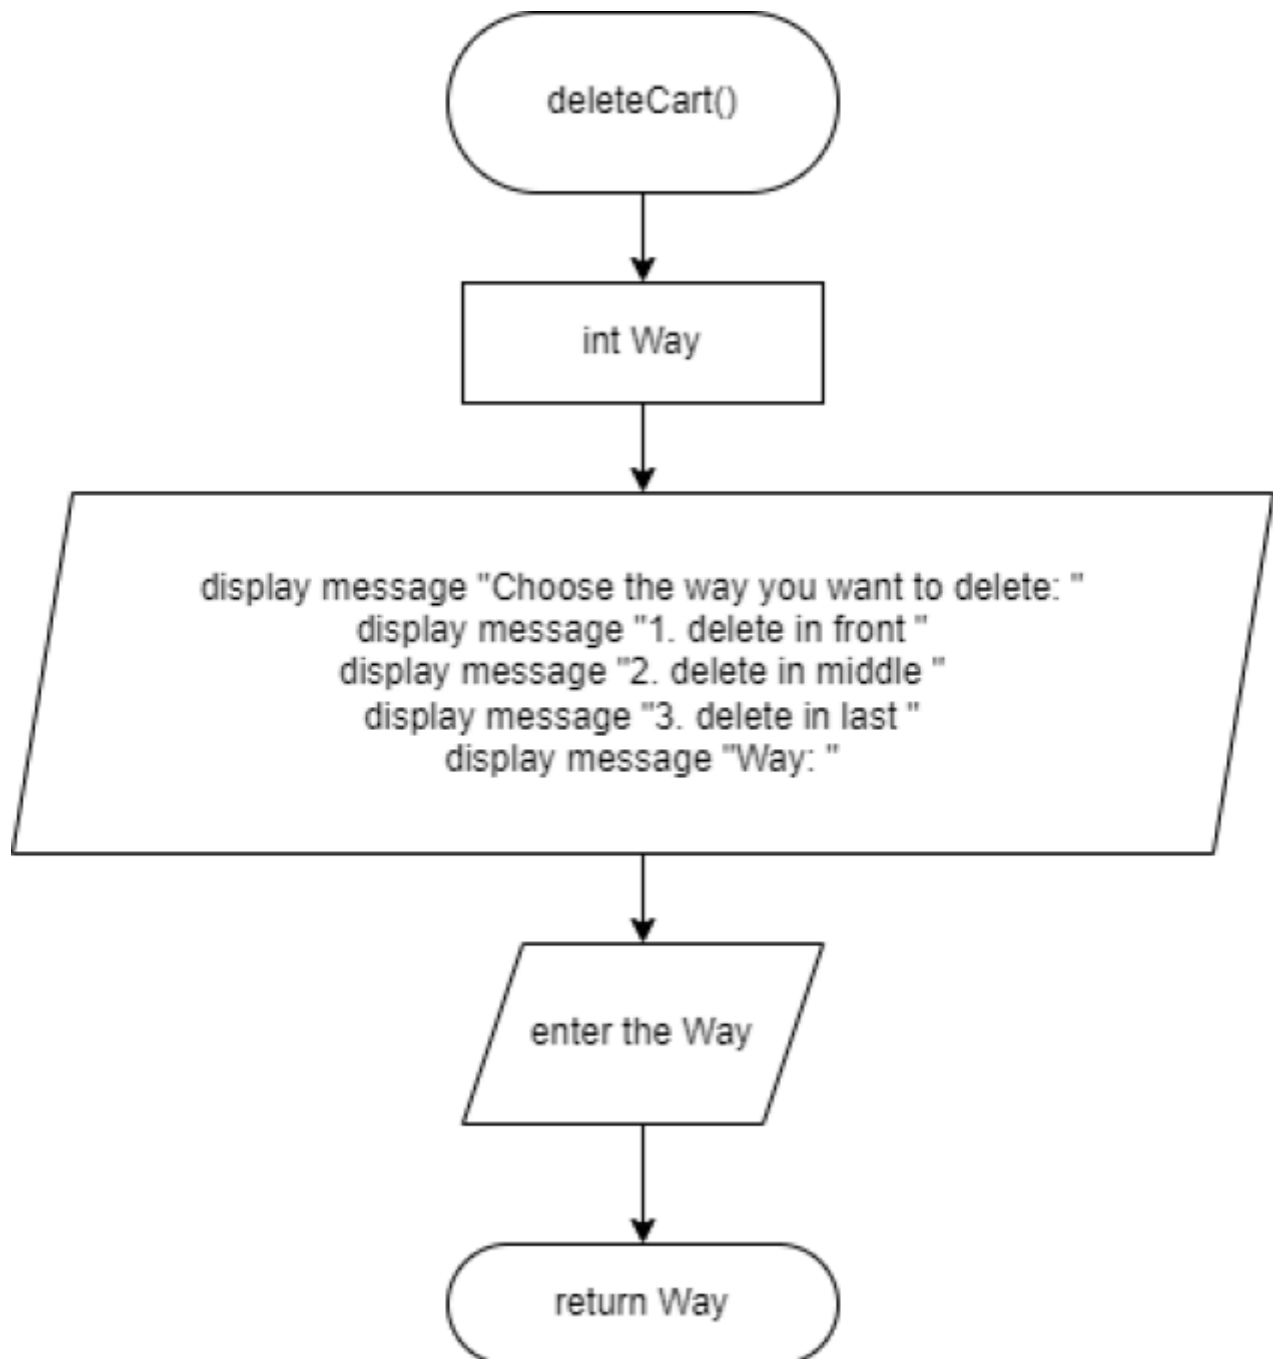 deleteCart()
int Way
display message "Choose the way you want to delete: "
display message "1. delete in front "
display message "2. delete in middle "
display message "3. delete in last "
display message "Way: "
enter the Way
return Way